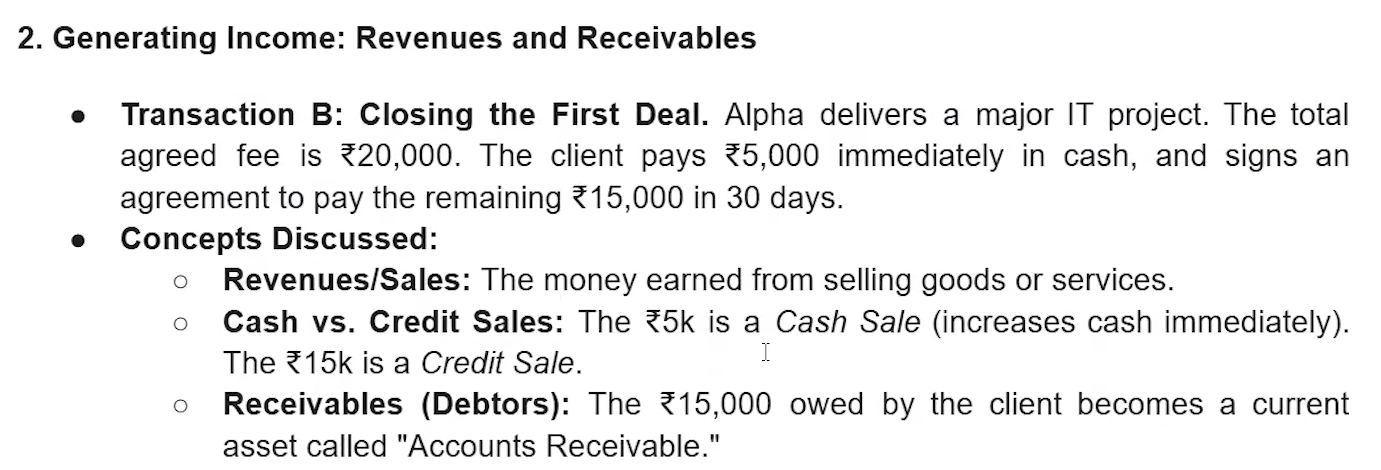 2. Generating Income: Revenues and Receivables
● Transaction B: Closing the First Deal. Alpha delivers a major IT project. The total
agreed fee is ₹20,000. The client pays ₹5,000 immediately in cash, and signs an
agreement to pay the remaining ₹15,000 in 30 days.
● Concepts Discussed:
○ Revenues/Sales: The money earned from selling goods or services.
○ Cash vs. Credit Sales: The ₹5k is a Cash Sale (increases cash immediately).
The ₹15k is a Credit Sale.
○ Receivables (Debtors): The ₹15,000 owed by the client becomes a current
asset called "Accounts Receivable."